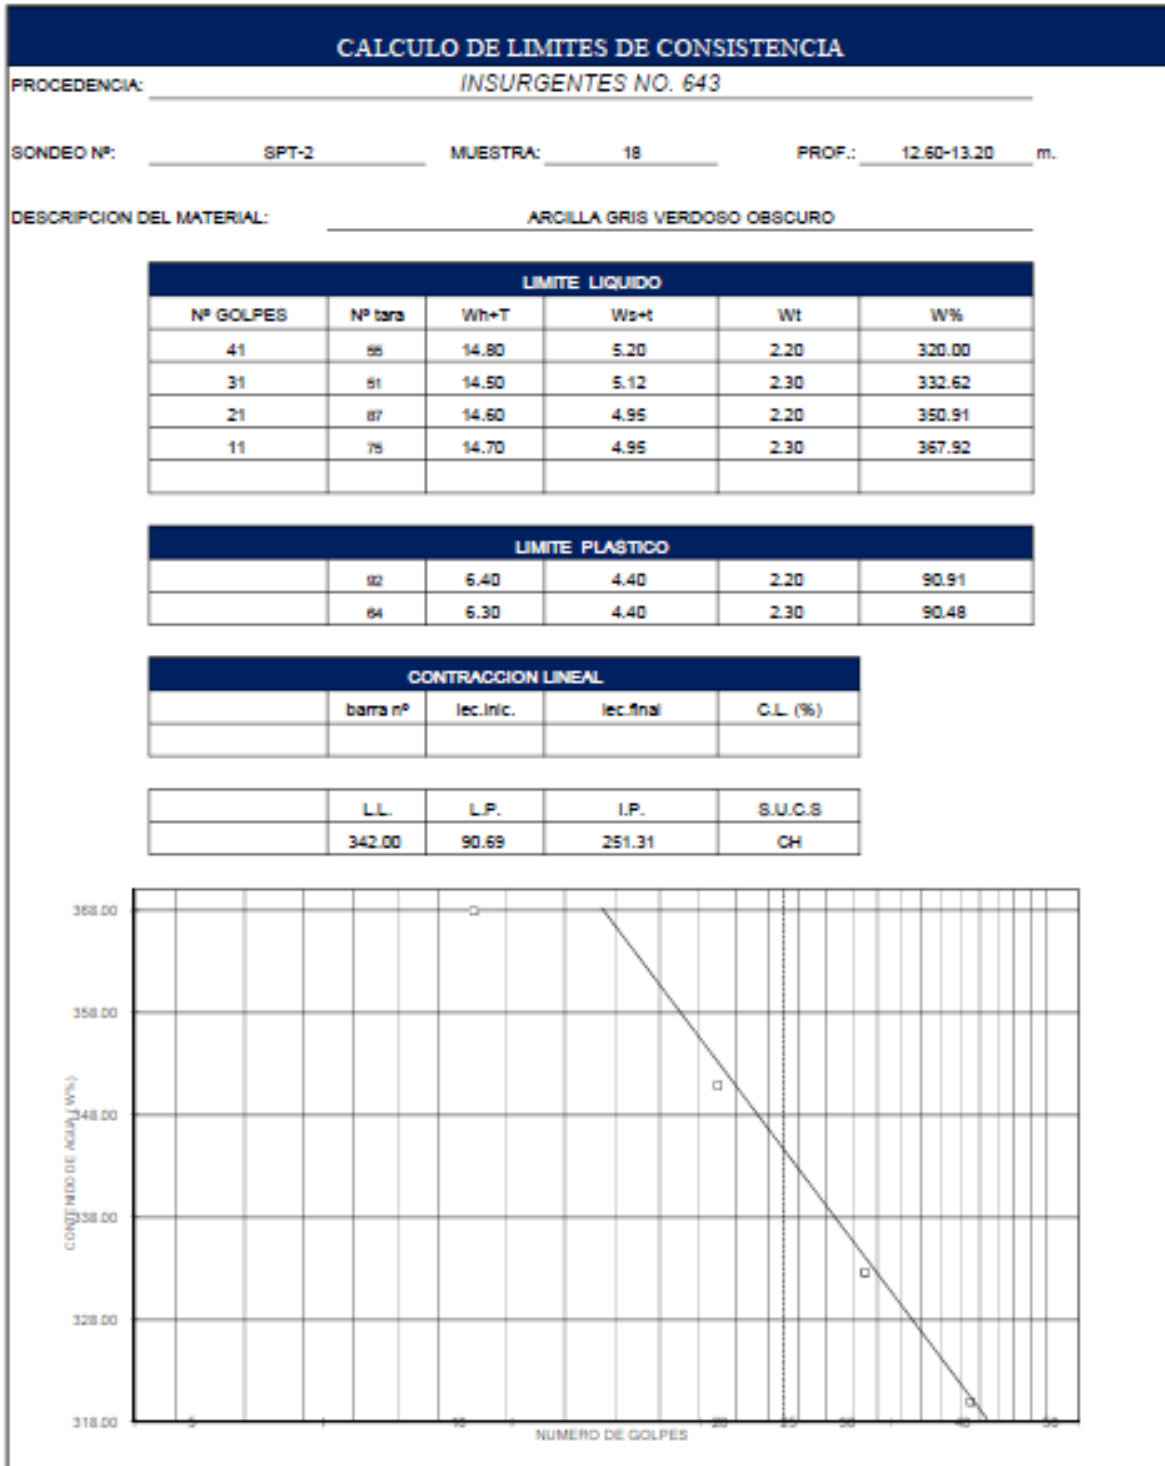 CALCULO DE LIMITES DE CONSISTENCIA
PROCEDENCIA: INSURGENTES NO. 643
SONDEO Nº: SPT-2 MUESTRA: 18 PROF.: 12.60-13.20 m.
DESCRIPCION DEL MATERIAL: ARCILLA GRIS VERDOSO OBSCURO
LIMITE LIQUIDO
Nº GOLPES Nº tara Wh+T Ws+t Wt W%
41 55 14.80 5.20 2.20 320.00
31 51 14.50 5.12 2.30 332.62
21 87 14.60 4.95 2.20 350.91
11 75 14.70 4.95 2.30 367.92
LIMITE PLASTICO
92 6.40 4.40 2.20 90.91
64 6.30 4.40 2.30 90.48
CONTRACCION LINEAL
barra nº lec.inic. lec.final C.L. (%)
L.L. L.P. I.P. S.U.C.S
342.00 90.69 251.31 CH
368.00
358.00
348.00
338.00
328.00
318.00
CONTENIDO DE AGUA ( W%)
NUMERO DE GOLPES